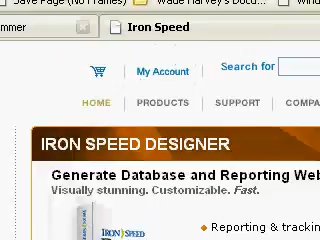 Save Page (No Frames) Wade Harvey's Docu... Wind
mmer Iron Speed
My Account Search for
HOME PRODUCTS SUPPORT COMPA
IRON SPEED DESIGNER
Generate Database and Reporting Web
Visually stunning. Customizable. Fast.
IRON SPEED
Reporting & trackin